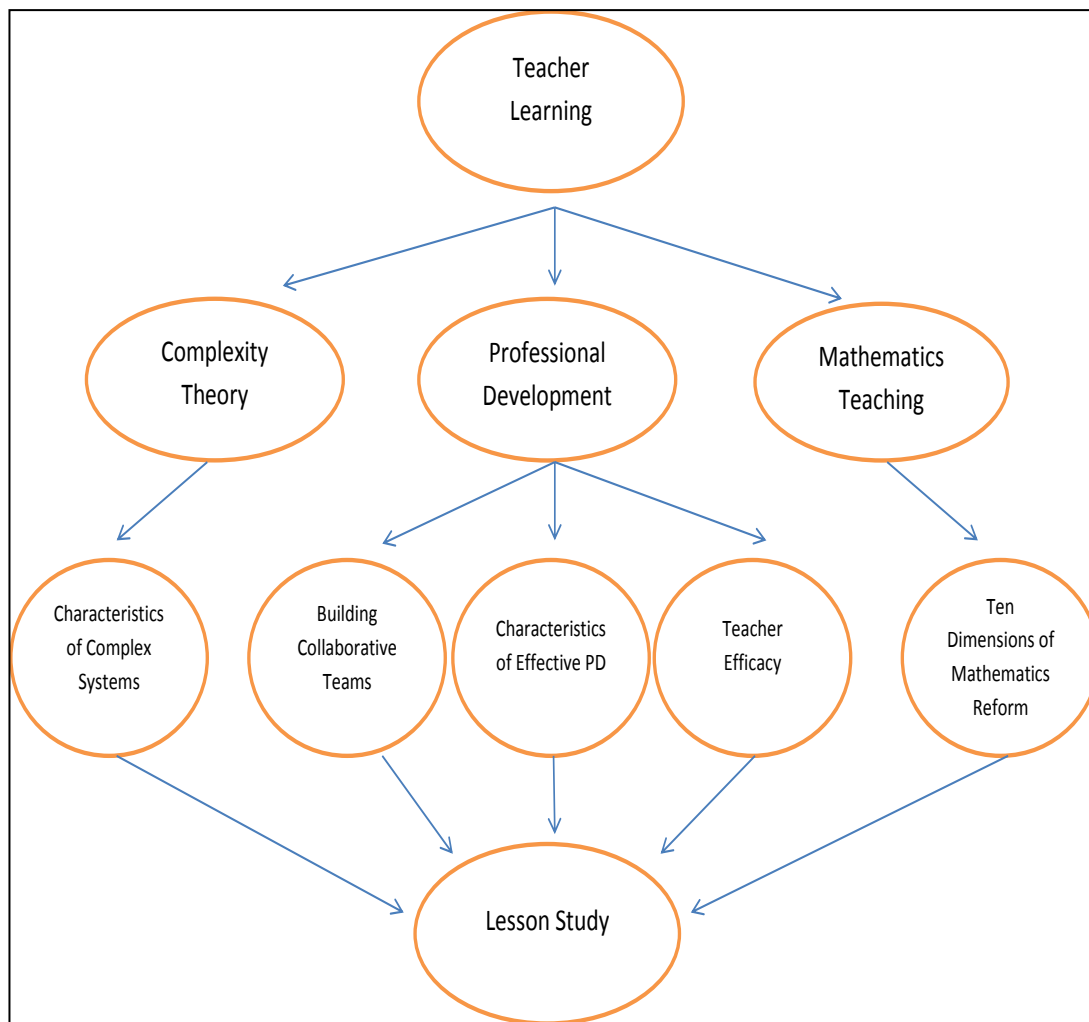 Teacher
Learning
Complexity
Theory
Professional
Development
Mathematics
Teaching
Characteristics
of Complex
Systems
Building
Collaborative
Teams
Characteristics
of Effective PD
Teacher
Efficacy
Ten
Dimensions of
Mathematics
Reform
Lesson Study